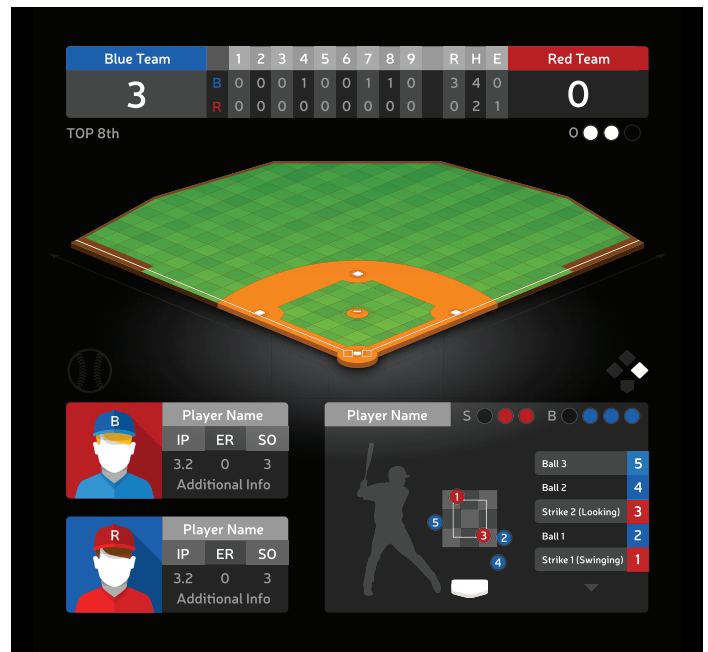 Blue Team 1 2 3 4 5 6 7 8 9 R H E Red Team
3 B 0 0 0 1 0 0 1 1 0 3 4 0 0
R 0 0 0 0 0 0 0 0 0 0 2 1
TOP 8th O
B
Player Name
IP ER SO
3.2 0 3
Additional Info
R
Player Name
IP ER SO
3.2 0 3
Additional Info
Player Name S B
1
5
3
2
4
Ball 3 5
Ball 2 4
Strike 2 (Looking) 3
Ball 1 2
Strike 1 (Swinging) 1